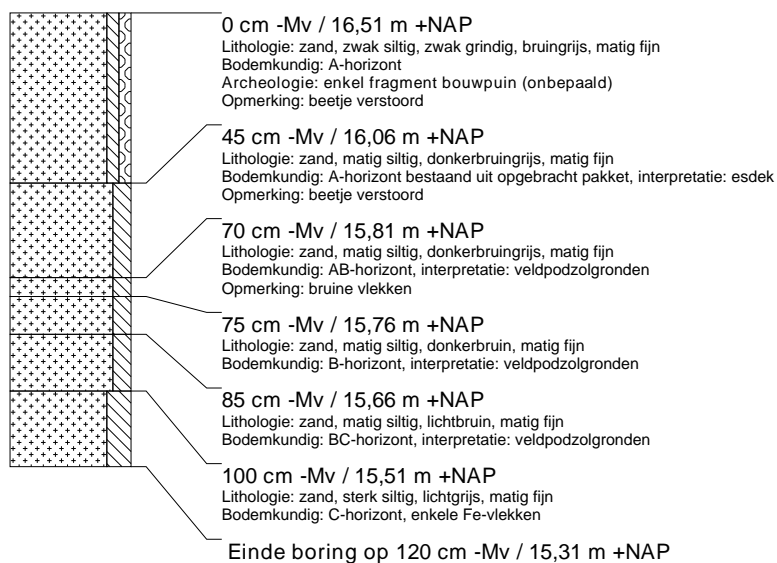 0 cm -Mv / 16,51 m +NAP
Lithologie: zand, zwak siltig, zwak grindig, bruingrijs, matig fijn
Bodemkundig: A-horizont
Archeologie: enkel fragment bouwpuin (onbepaald)
Opmerking: beetje verstoord
45 cm -Mv / 16,06 m +NAP
Lithologie: zand, matig siltig, donkerbruingrijs, matig fijn
Bodemkundig: A-horizont bestaand uit opgebracht pakket, interpretatie: esdek
Opmerking: beetje verstoord
70 cm -Mv / 15,81 m +NAP
Lithologie: zand, matig siltig, donkerbruingrijs, matig fijn
Bodemkundig: AB-horizont, interpretatie: veldpodzolgronden
Opmerking: bruine vlekken
75 cm -Mv / 15,76 m +NAP
Lithologie: zand, matig siltig, donkerbruin, matig fijn
Bodemkundig: B-horizont, interpretatie: veldpodzolgronden
85 cm -Mv / 15,66 m +NAP
Lithologie: zand, matig siltig, lichtbruin, matig fijn
Bodemkundig: BC-horizont, interpretatie: veldpodzolgronden
100 cm -Mv / 15,51 m +NAP
Lithologie: zand, sterk siltig, lichtgrijs, matig fijn
Bodemkundig: C-horizont, enkele Fe-vlekken
Einde boring op 120 cm -Mv / 15,31 m +NAP